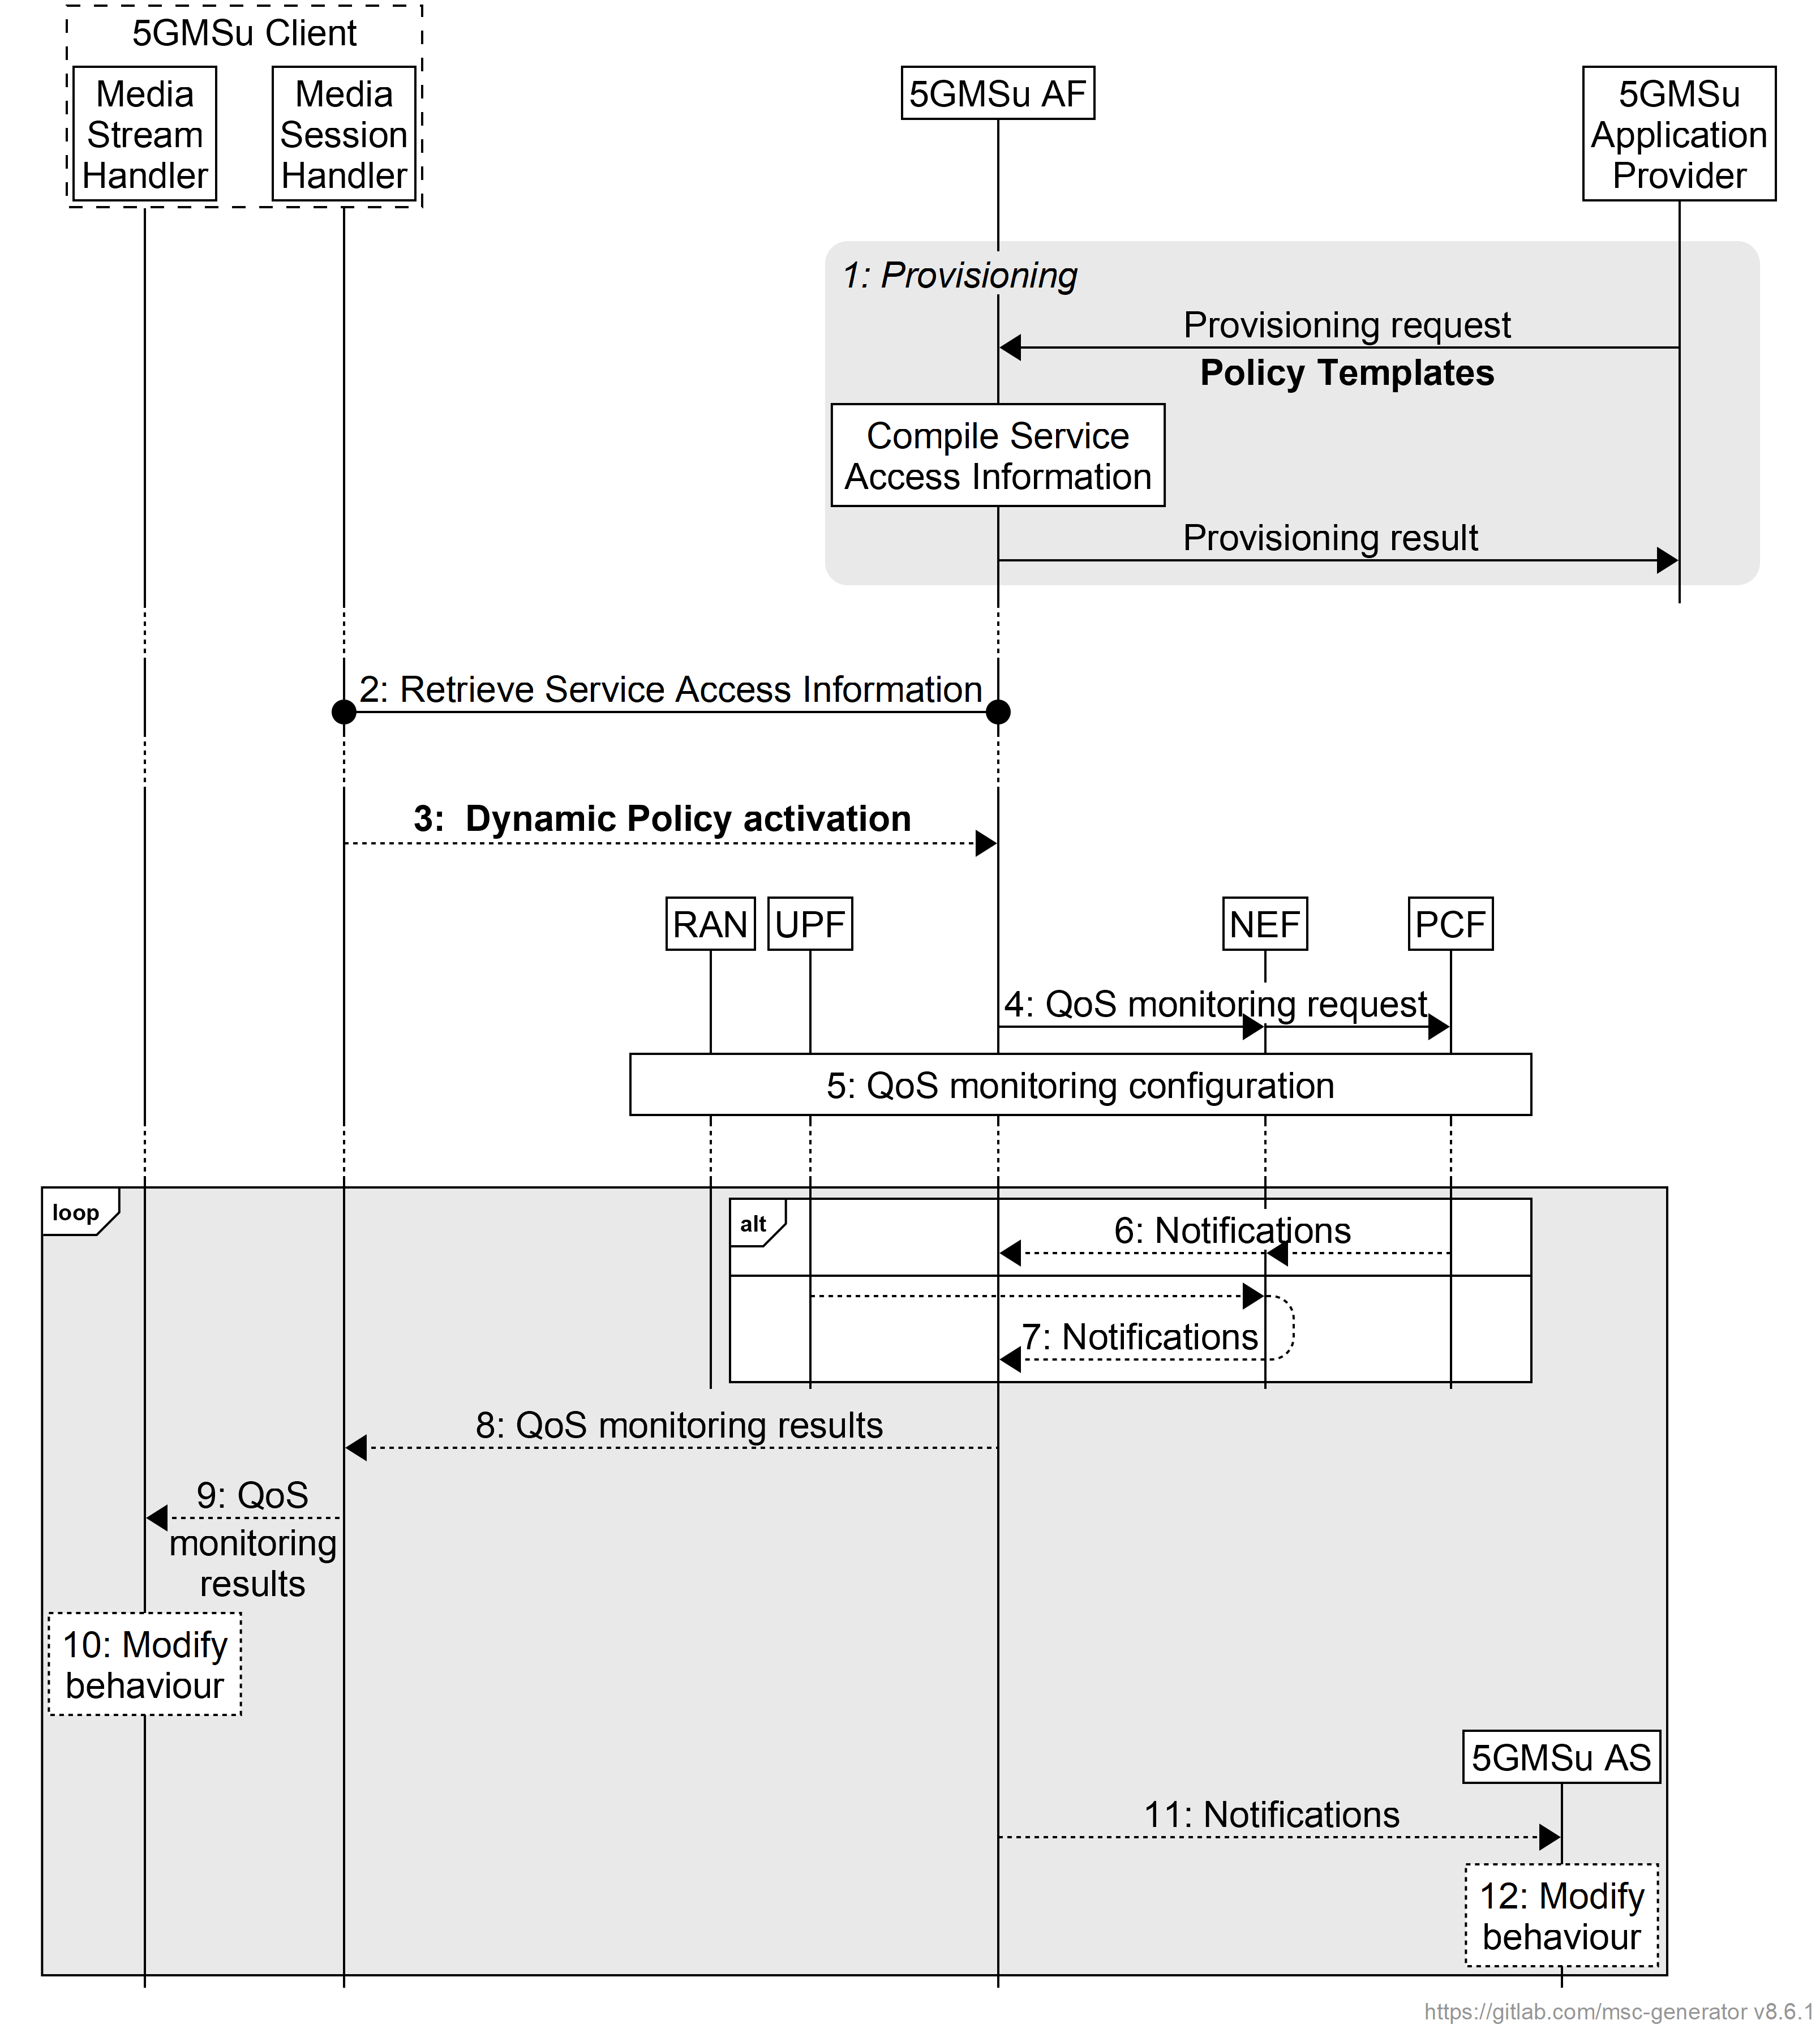 5GMSu Client
Media
Stream
Handler
Media
Session
Handler
5GMSu AF
5GMSu
Application
Provider
1: Provisioning
Provisioning request
Policy Templates
Compile Service
Access Information
Provisioning result
2: Retrieve Service Access Information
3:  Dynamic Policy activation
RAN
UPF
NEF
PCF
4: QoS monitoring request
5: QoS monitoring configuration
loop
alt
6: Notifications
7: Notifications
8: QoS monitoring results
9: QoS
monitoring
results
10: Modify
behaviour
5GMSu AS
11: Notifications
12: Modify
behaviour
https://gitlab.com/msc-generator v8.6.1